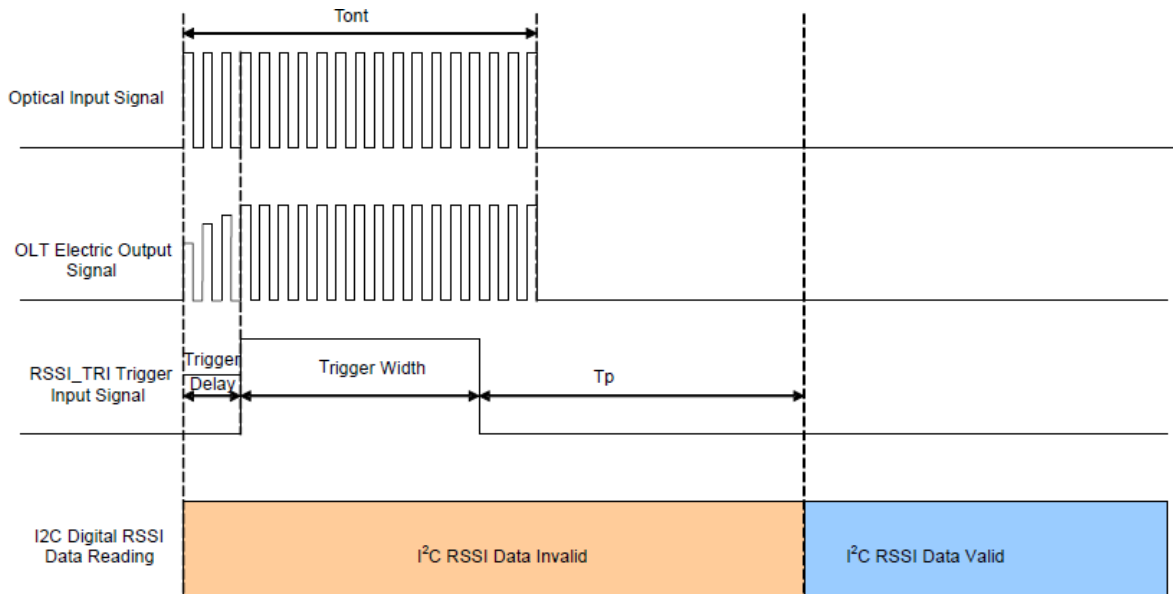 Tont
Optical Input Signal
OLT Electric Output
Signal
RSSI_TRI Trigger
Input Signal
Trigger
Delay
Trigger Width
Tp
I2C Digital RSSI
Data Reading
I²C RSSI Data Invalid
I²C RSSI Data Valid